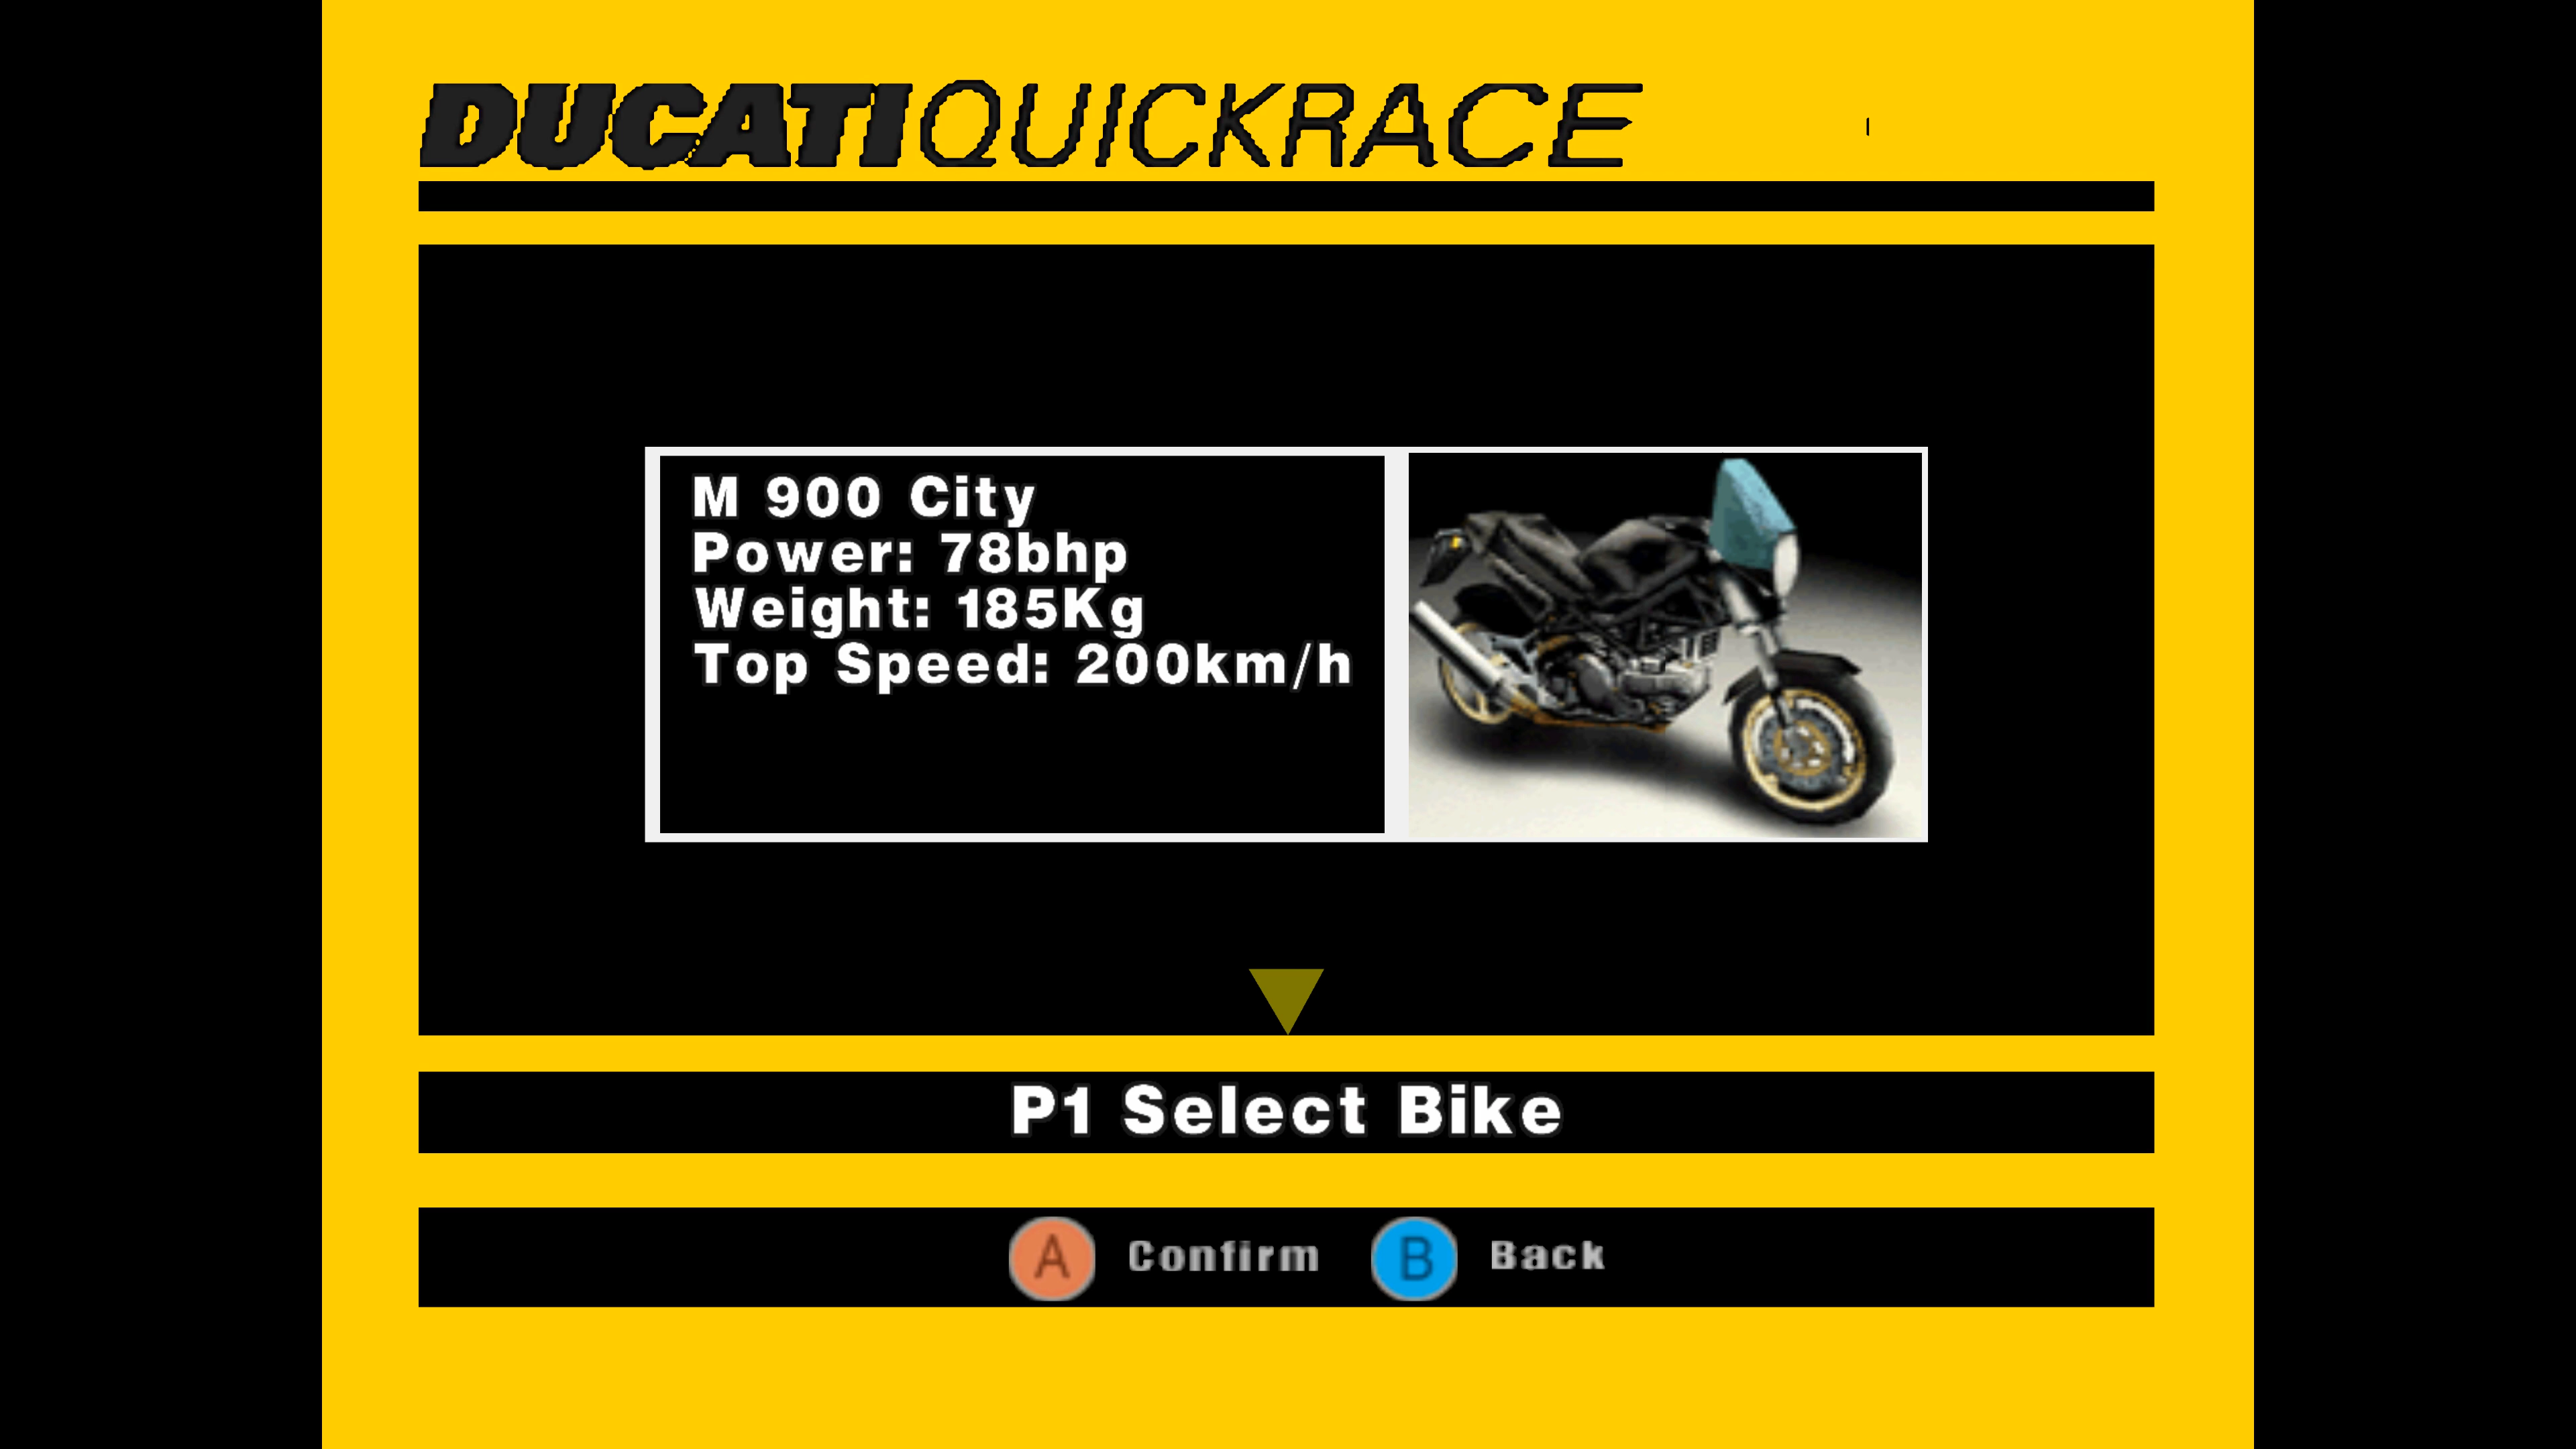 DUCATIQUICKRACE
M 900 City
Power: 78bhp
Weight: 185Kg
Top Speed: 200km/h
P1 Select Bike
A Confirm B Back